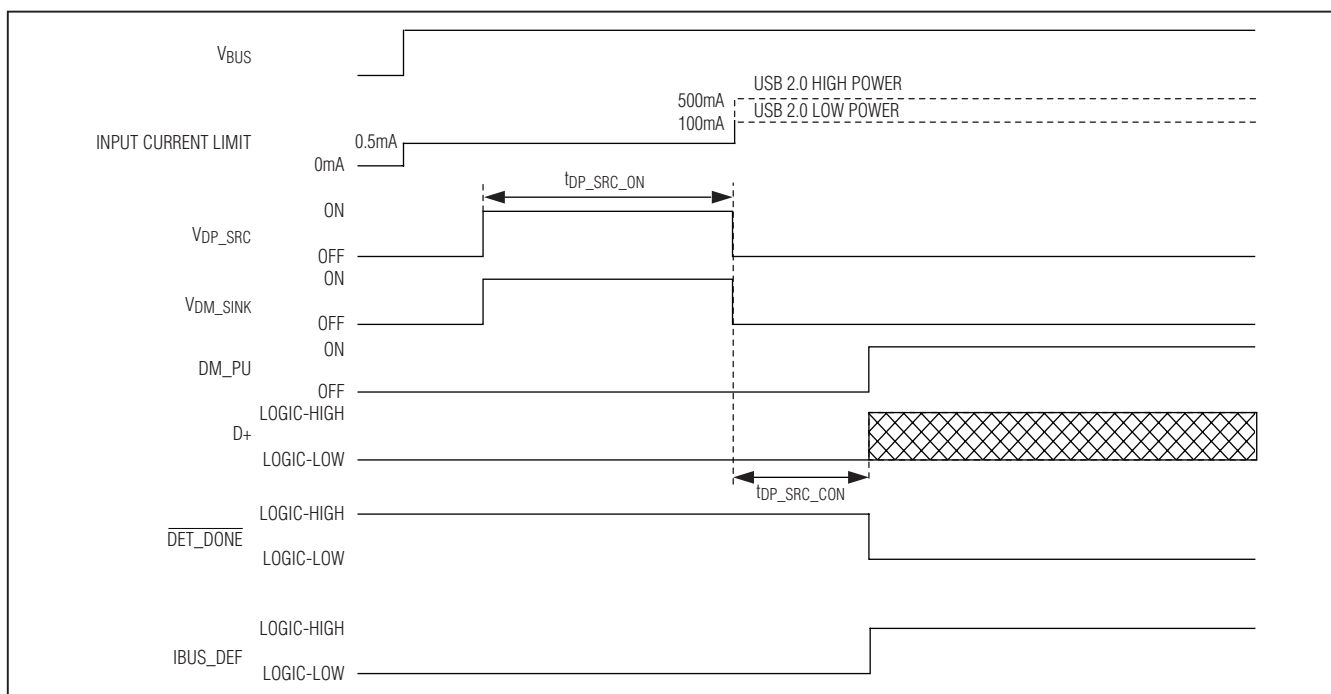 VBUS
USB 2.0 HIGH POWER
500mA
USB 2.0 LOW POWER
100mA
INPUT CURRENT LIMIT
0.5mA
0mA
tDP_SRC_ON
ON
VDP_SRC
OFF
ON
VDM_SINK
OFF
ON
DM_PU
OFF
LOGIC-HIGH
D+
LOGIC-LOW
tDP_SRC_CON
LOGIC-HIGH
DET_DONE
LOGIC-LOW
LOGIC-HIGH
IBUS_DEF
LOGIC-LOW